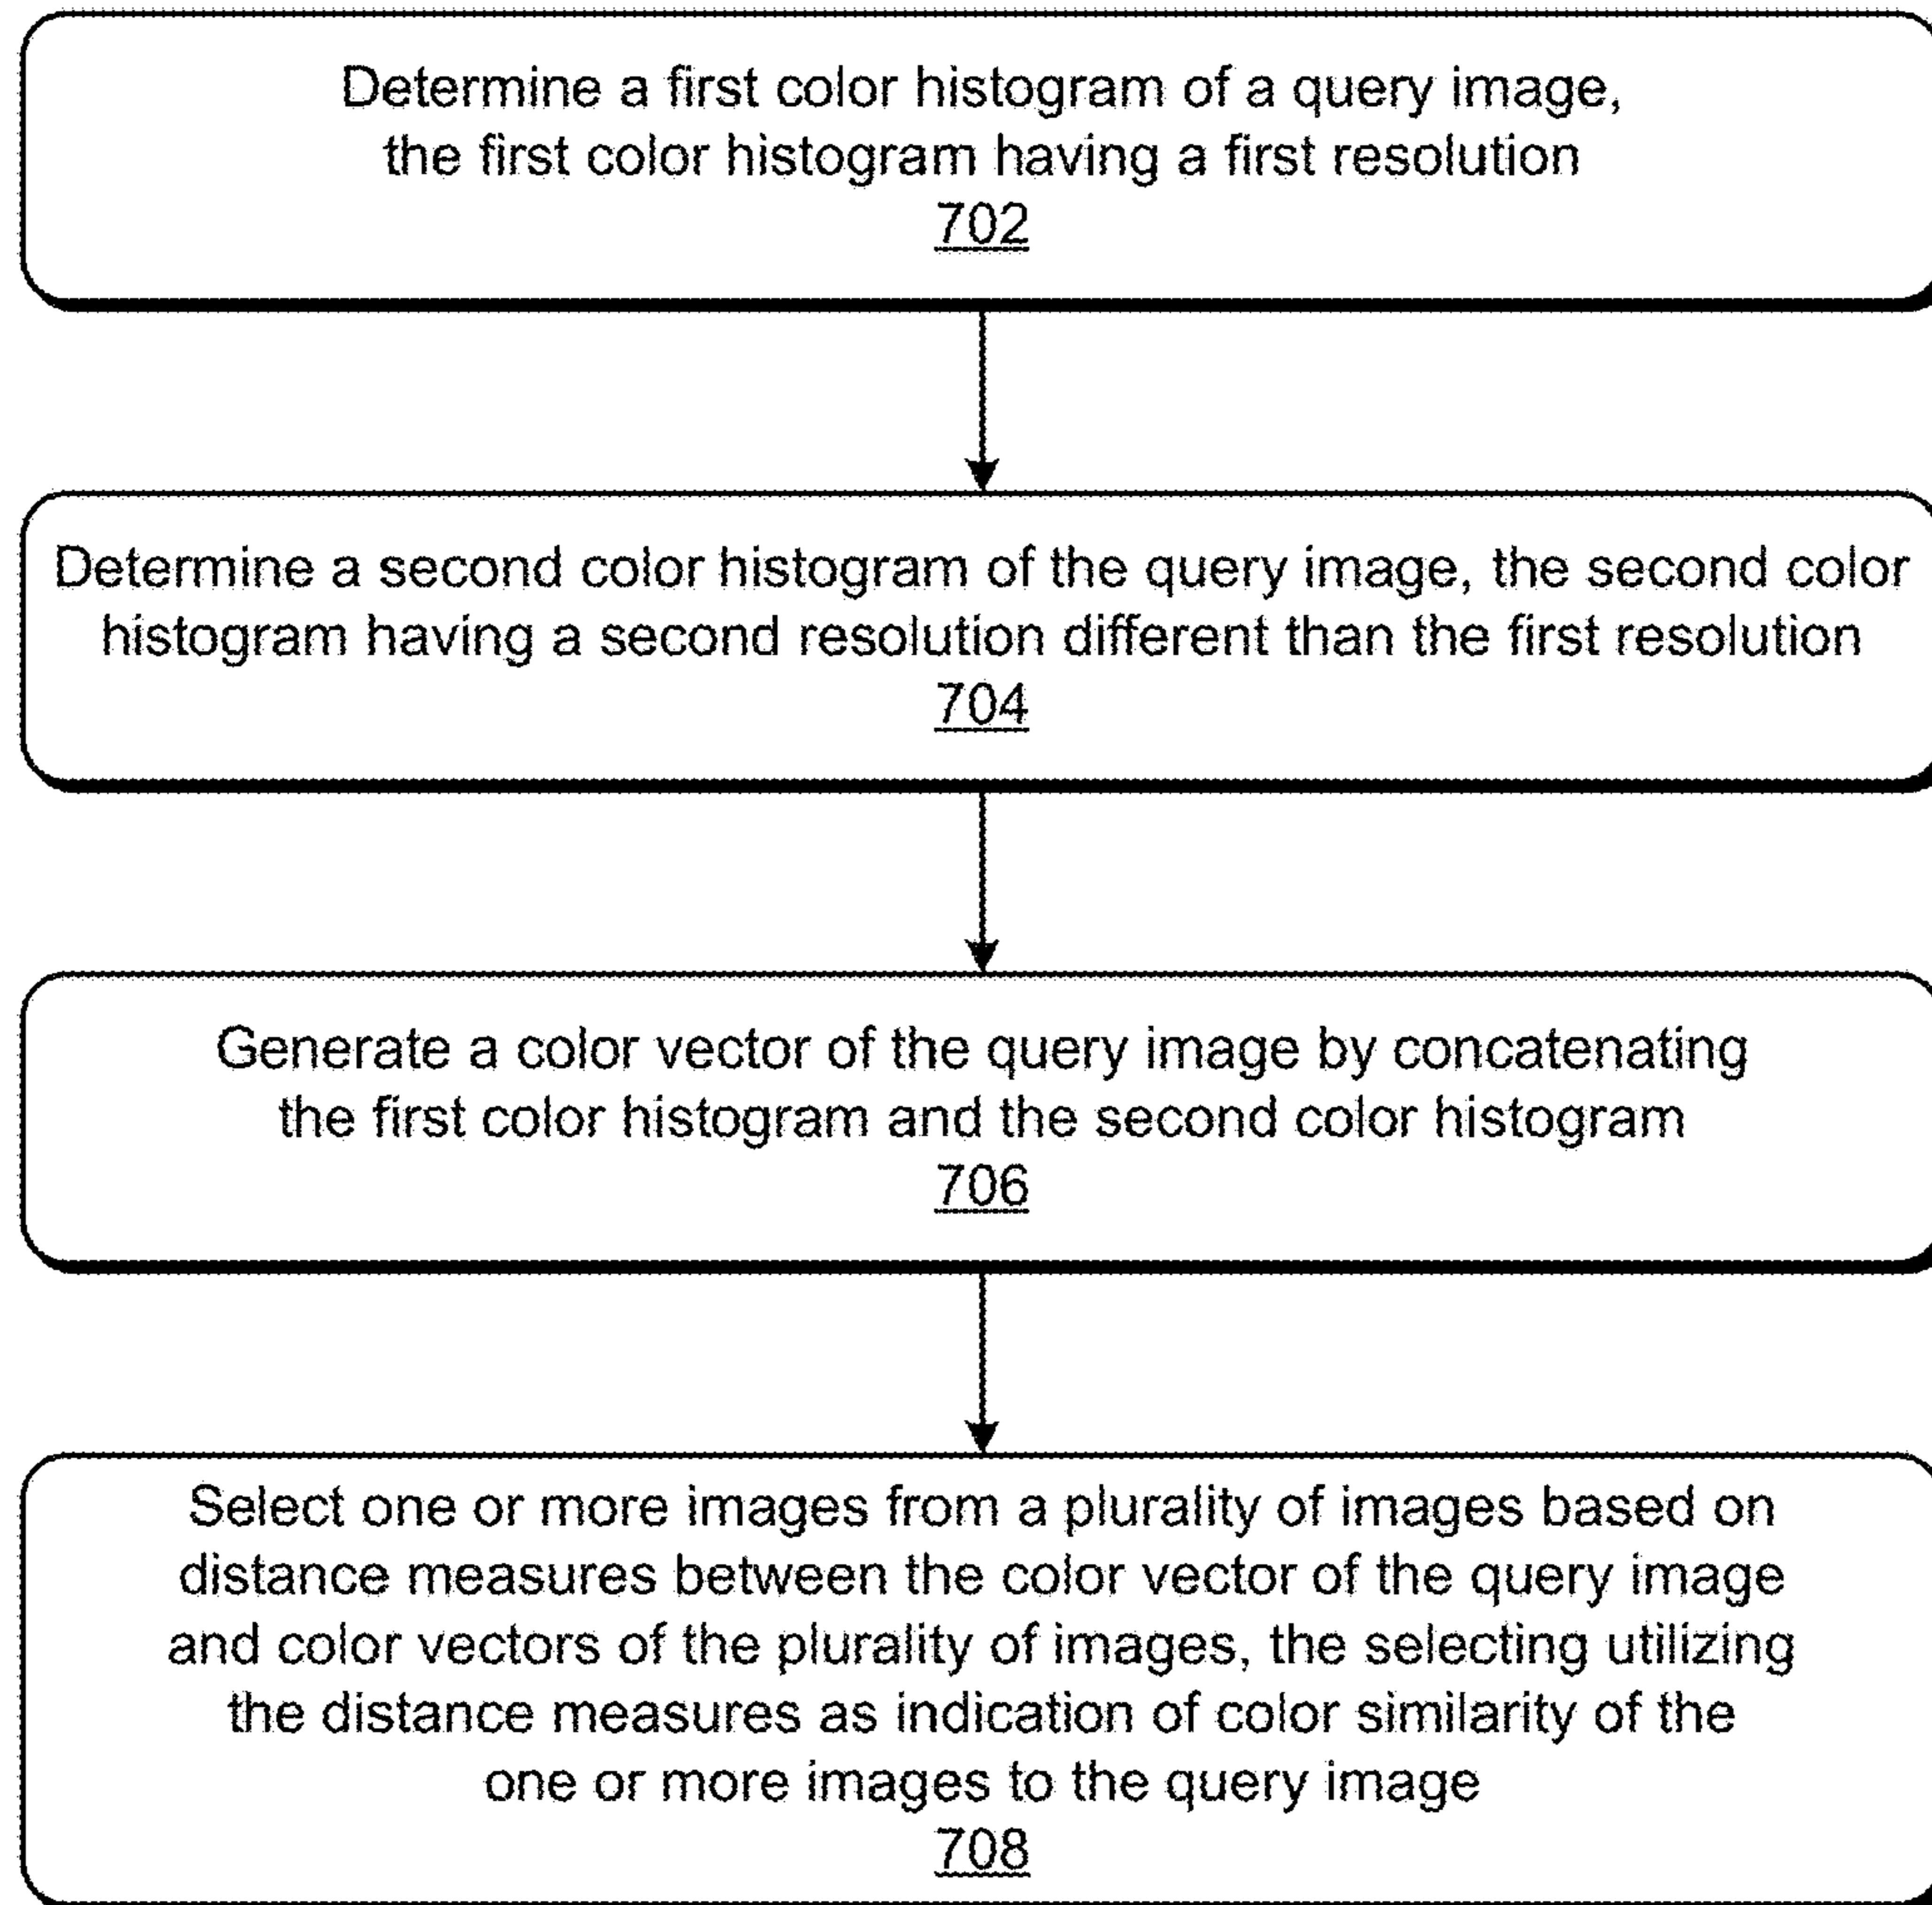 Determine a first color histogram of a query image,
the first color histogram having a first resolution
702
Determine a second color histogram of the query image, the second color
histogram having a second resolution different than the first resolution
704
Generate a color vector of the query image by concatenating
the first color histogram and the second color histogram
706
Select one or more images from a plurality of images based on
distance measures between the color vector of the query image
and color vectors of the plurality of images, the selecting utilizing
the distance measures as indication of color similarity of the
one or more images to the query image
708